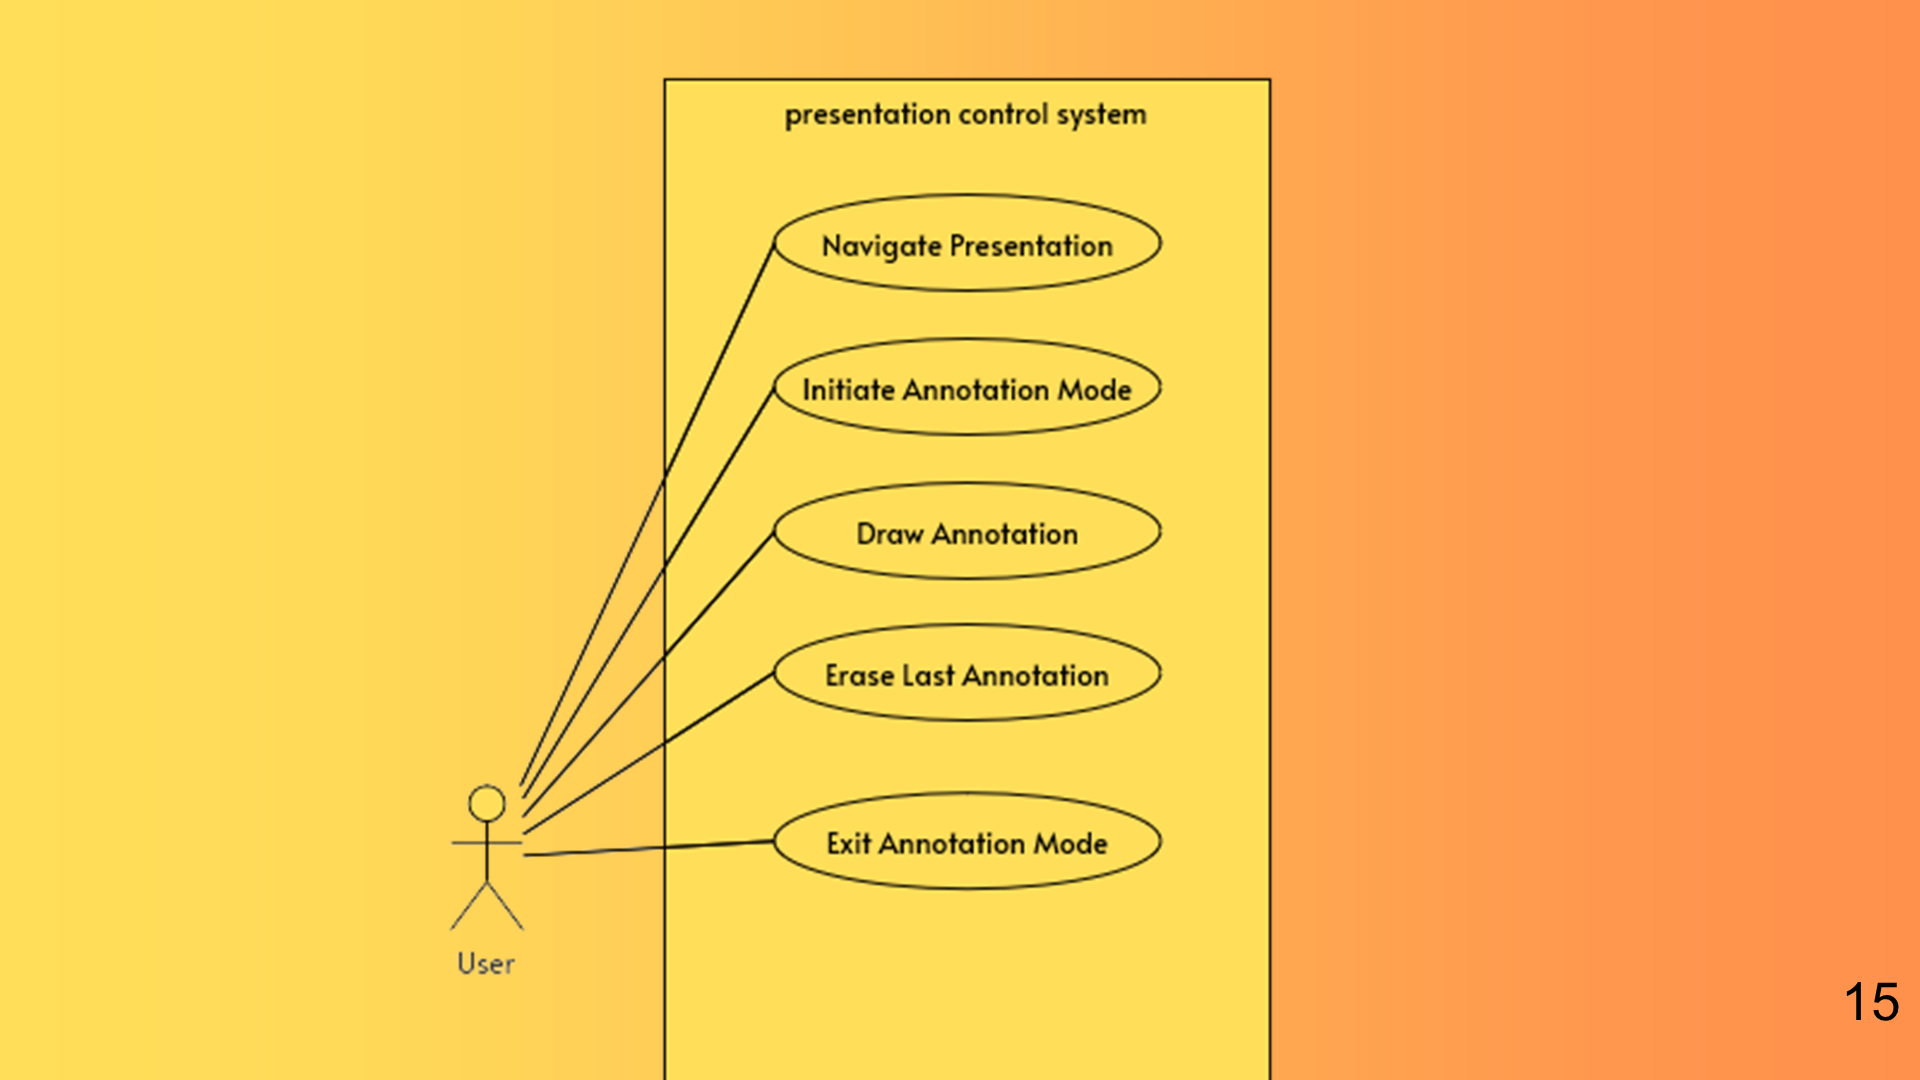 presentation control system
Navigate Presentation
Initiate Annotation Mode
Draw Annotation
Erase Last Annotation
Exit Annotation Mode
User
15